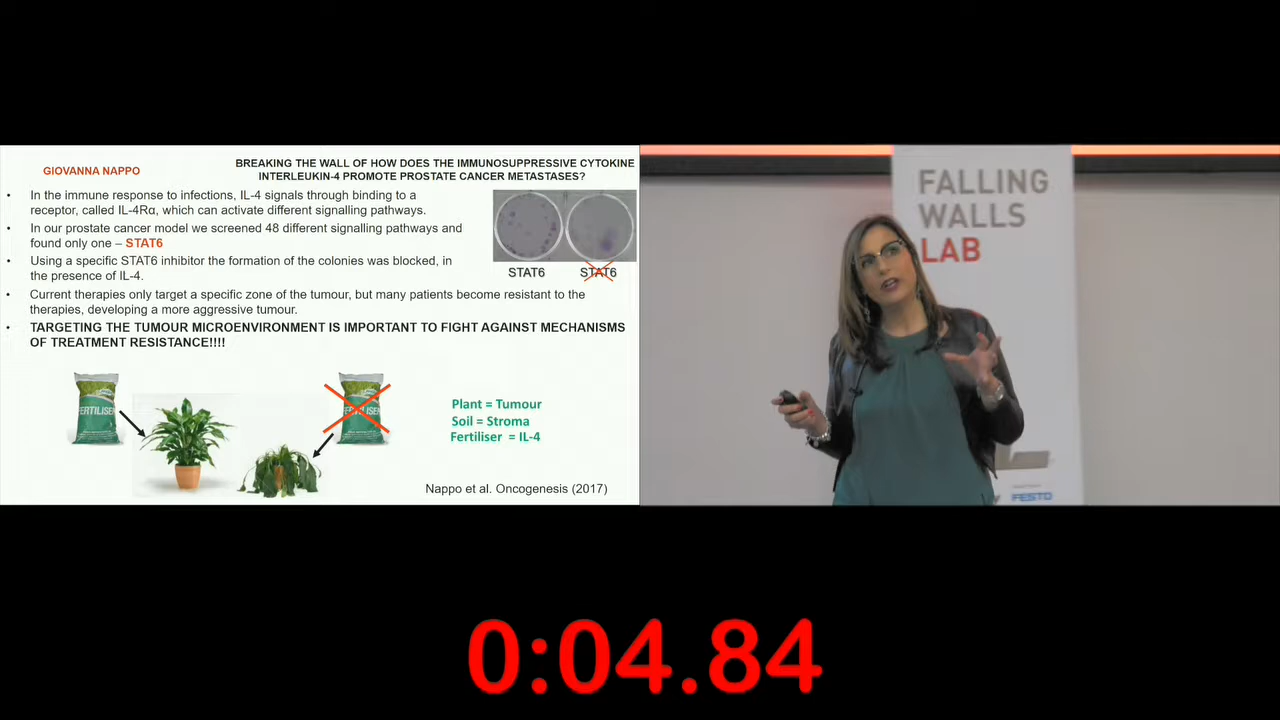 GIOVANNA NAPPO
BREAKING THE WALL OF HOW DOES THE IMMUNOSUPPRESSIVE CYTOKINE
INTERLEUKIN-4 PROMOTE PROSTATE CANCER METASTASES?
• In the immune response to infections, IL-4 signals through binding to a
receptor, called IL-4Rα, which can activate different signalling pathways.
• In our prostate cancer model we screened 48 different signalling pathways and
found only one – STAT6
• Using a specific STAT6 inhibitor the formation of the colonies was blocked, in
the presence of IL-4.
STAT6 STAT6
• Current therapies only target a specific zone of the tumour, but many patients become resistant to the
therapies, developing a more aggressive tumour.
• TARGETING THE TUMOUR MICROENVIRONMENT IS IMPORTANT TO FIGHT AGAINST MECHANISMS
OF TREATMENT RESISTANCE!!!!
Plant = Tumour
Soil = Stroma
Fertiliser = IL-4
Nappo et al. Oncogenesis (2017)
FALLING
WALLS
LAB
FESTO
0:04.84